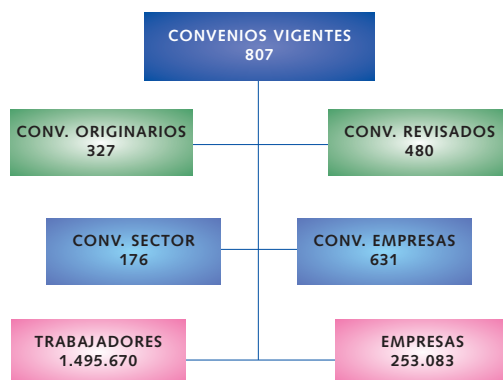 CONVENIOS VIGENTES
807
CONV. ORIGINARIOS
327
CONV. REVISADOS
480
CONV. SECTOR
176
CONV. EMPRESAS
631
TRABAJADORES
1.495.670
EMPRESAS
253.083